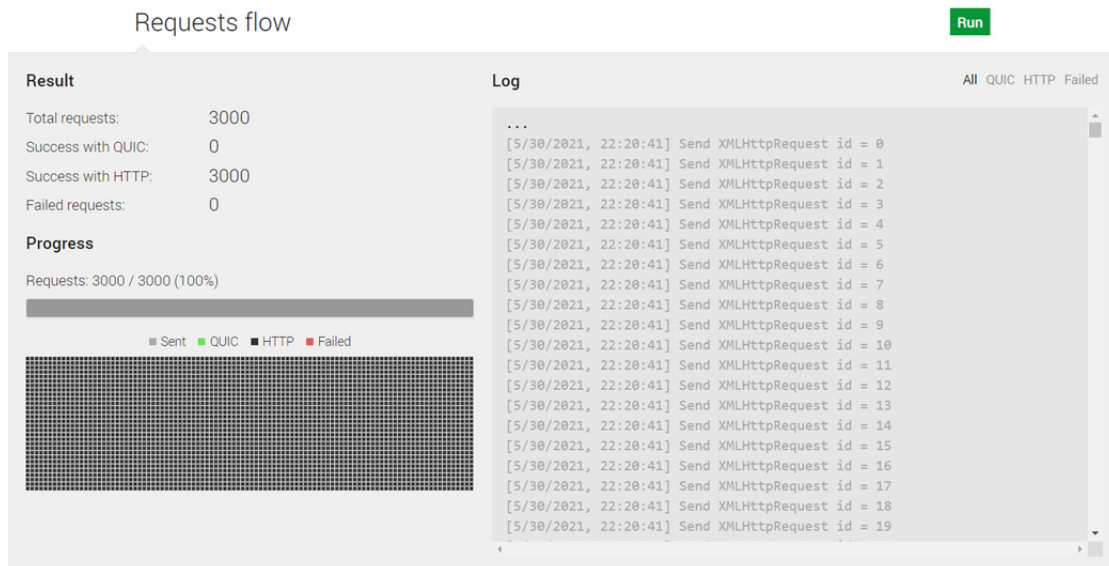 Requests flow
Run
Result
Total requests: 3000
Success with QUIC: 0
Success with HTTP: 3000
Failed requests: 0
Progress
Requests: 3000 / 3000 (100%)
Sent QUIC HTTP Failed
Log
All QUIC HTTP Failed
...
[5/30/2021, 22:20:41] Send XMLHttpRequest id = 0
[5/30/2021, 22:20:41] Send XMLHttpRequest id = 1
[5/30/2021, 22:20:41] Send XMLHttpRequest id = 2
[5/30/2021, 22:20:41] Send XMLHttpRequest id = 3
[5/30/2021, 22:20:41] Send XMLHttpRequest id = 4
[5/30/2021, 22:20:41] Send XMLHttpRequest id = 5
[5/30/2021, 22:20:41] Send XMLHttpRequest id = 6
[5/30/2021, 22:20:41] Send XMLHttpRequest id = 7
[5/30/2021, 22:20:41] Send XMLHttpRequest id = 8
[5/30/2021, 22:20:41] Send XMLHttpRequest id = 9
[5/30/2021, 22:20:41] Send XMLHttpRequest id = 10
[5/30/2021, 22:20:41] Send XMLHttpRequest id = 11
[5/30/2021, 22:20:41] Send XMLHttpRequest id = 12
[5/30/2021, 22:20:41] Send XMLHttpRequest id = 13
[5/30/2021, 22:20:41] Send XMLHttpRequest id = 14
[5/30/2021, 22:20:41] Send XMLHttpRequest id = 15
[5/30/2021, 22:20:41] Send XMLHttpRequest id = 16
[5/30/2021, 22:20:41] Send XMLHttpRequest id = 17
[5/30/2021, 22:20:41] Send XMLHttpRequest id = 18
[5/30/2021, 22:20:41] Send XMLHttpRequest id = 19